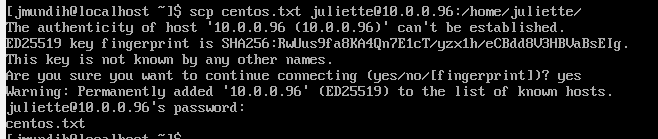 [jmundih@localhost ~]$ scp centos.txt juliette@10.0.0.96:/home/juliette/
The authenticity of host '10.0.0.96 (10.0.0.96)' can't be established.
ED25519 key fingerprint is SHA256:RwUus9fa8KA4Qn7E1cT/yzx1h/eCBdd8V3HBVaBsEIg.
This key is not known by any other names.
Are you sure you want to continue connecting (yes/no/[fingerprint])? yes
Warning: Permanently added '10.0.0.96' (ED25519) to the list of known hosts.
juliette@10.0.0.96's password:
centos.txt
[jmundih@localhost ~]$